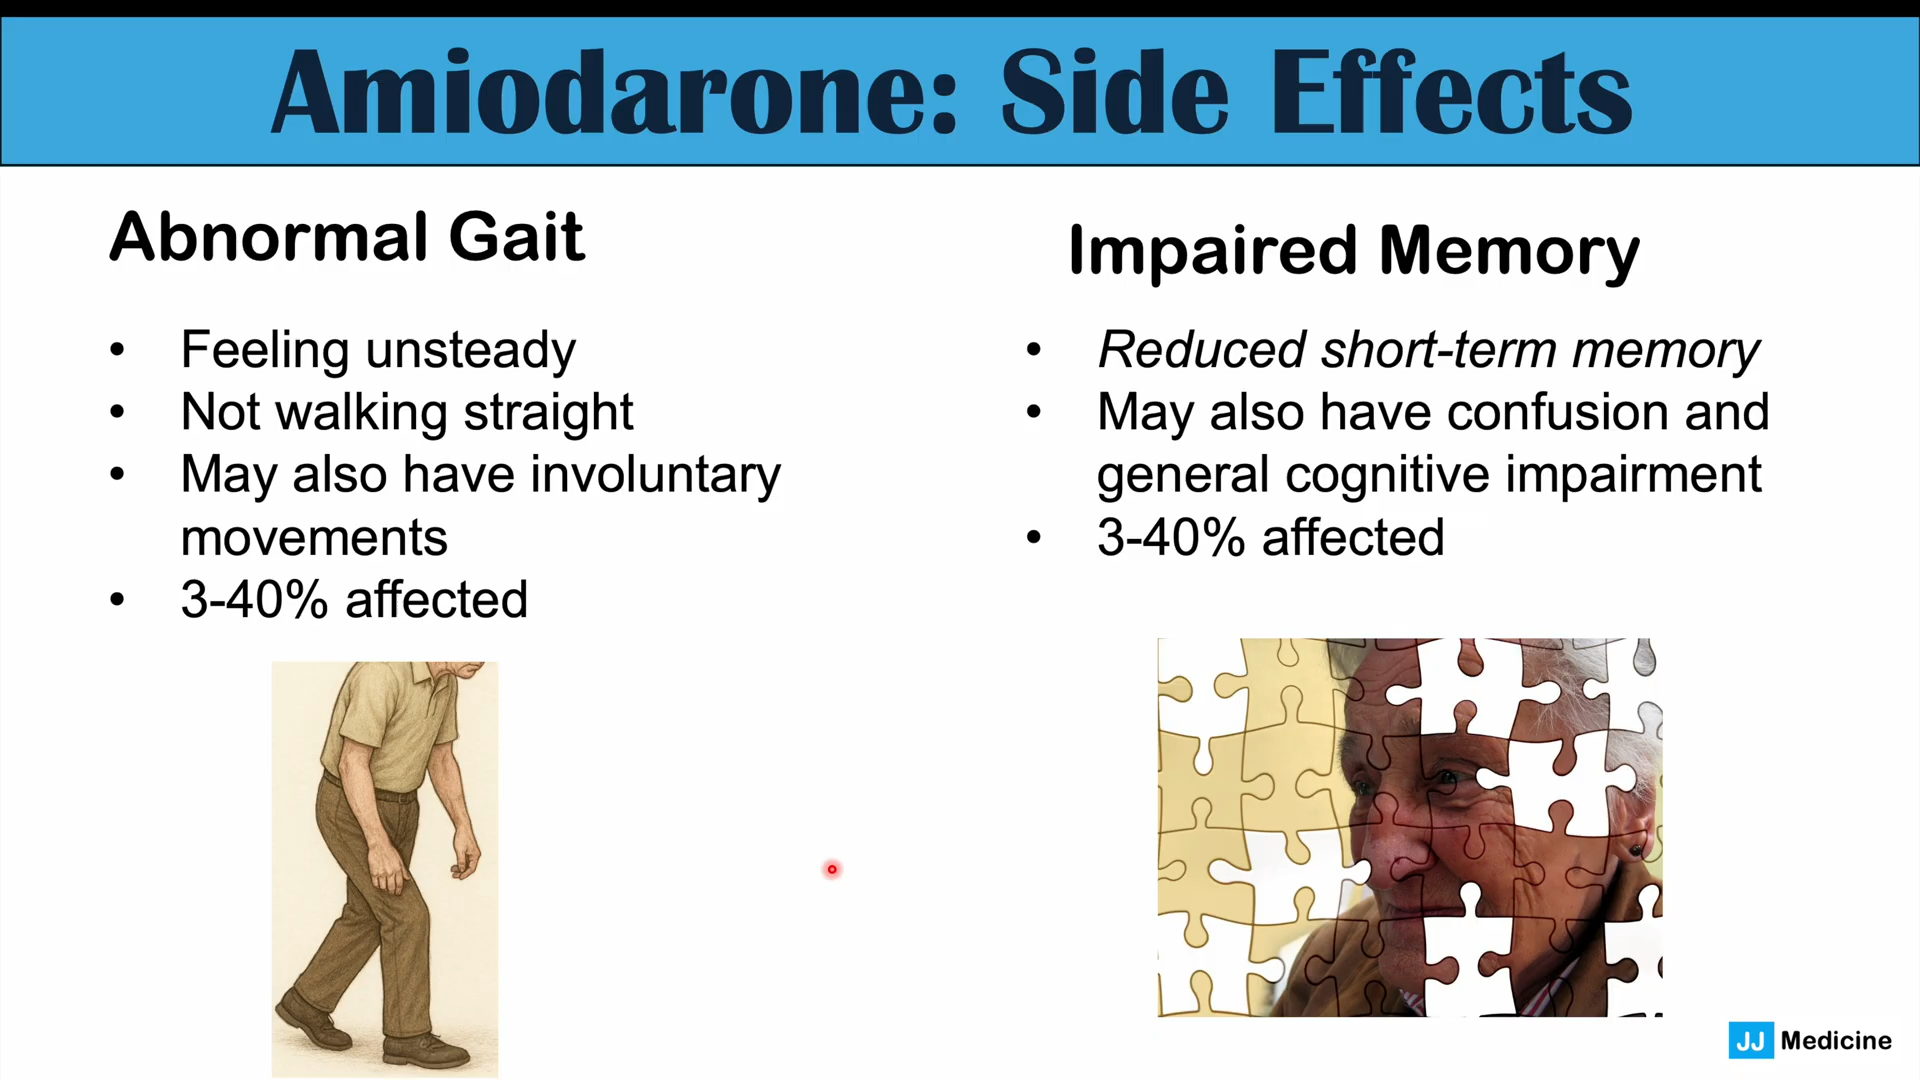 Amiodarone: Side Effects
Abnormal Gait
• Feeling unsteady
• Not walking straight
• May also have involuntary
movements
• 3-40% affected
Impaired Memory
• Reduced short-term memory
• May also have confusion and
general cognitive impairment
• 3-40% affected
JJ Medicine